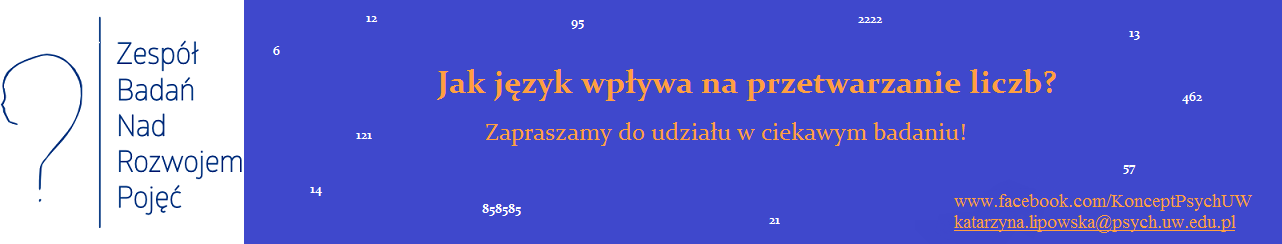 Zespół
Badań
Nad
Rozwojem
Pojęć
12
95
2222
13
6
Jak język wpływa na przetwarzanie liczb?
462
Zapraszamy do udziału w ciekawym badaniu!
121
57
14
858585
21
www.facebook.com/KonceptPsychUW
katarzyna.lipowska@psych.uw.edu.pl